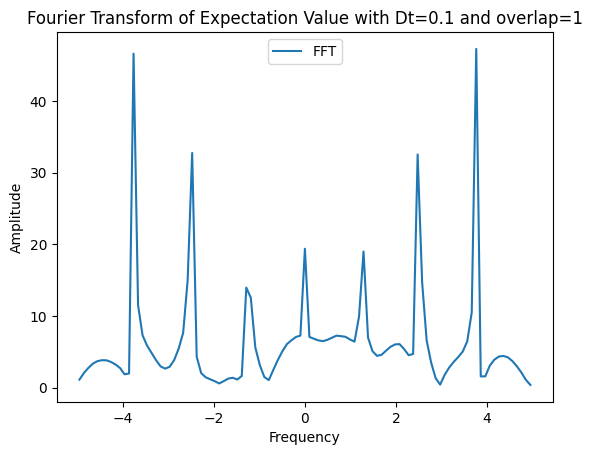 Fourier Transform of Expectation Value with Dt=0.1 and overlap=1
FFT
Amplitude
40
30
20
10
0
−4
−2
0
2
4
Frequency